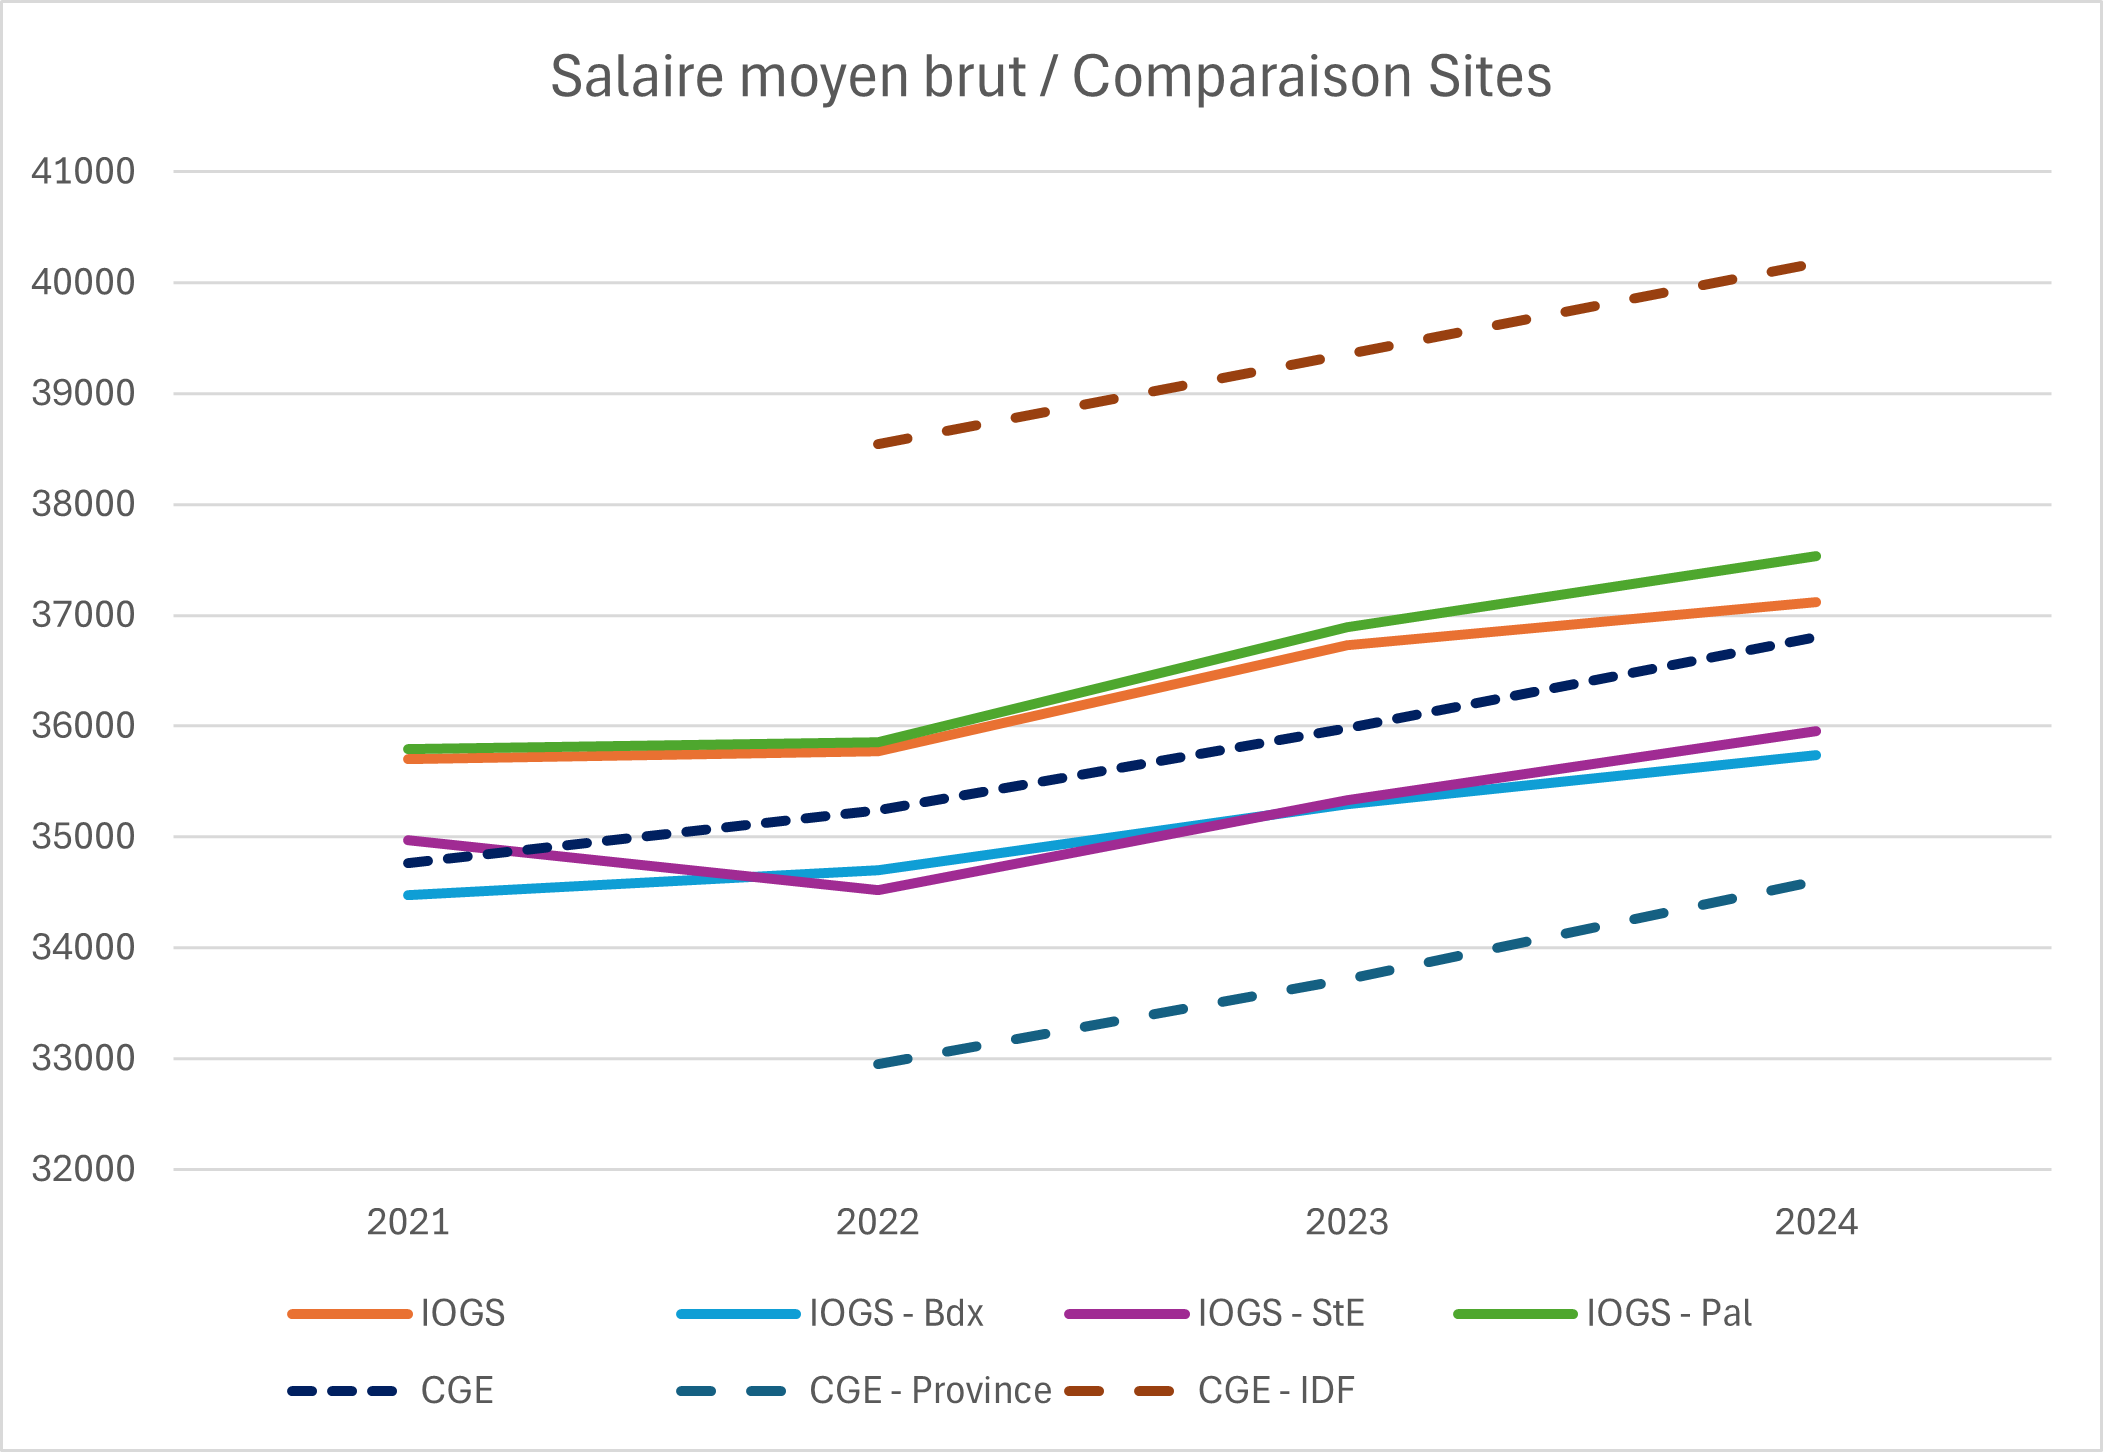 Salaire moyen brut / Comparaison Sites
41000
40000
39000
38000
37000
36000
35000
34000
33000
32000
2021 2022 2023 2024
IOGS IOGS - Bdx IOGS - StE IOGS - Pal
CGE CGE - Province CGE - IDF